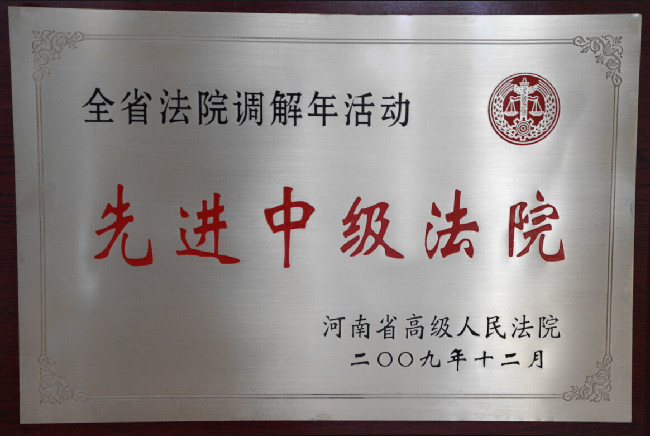 全省法院调解年活动
先进中级法院
河南省高级人民法院
二〇〇九年十二月